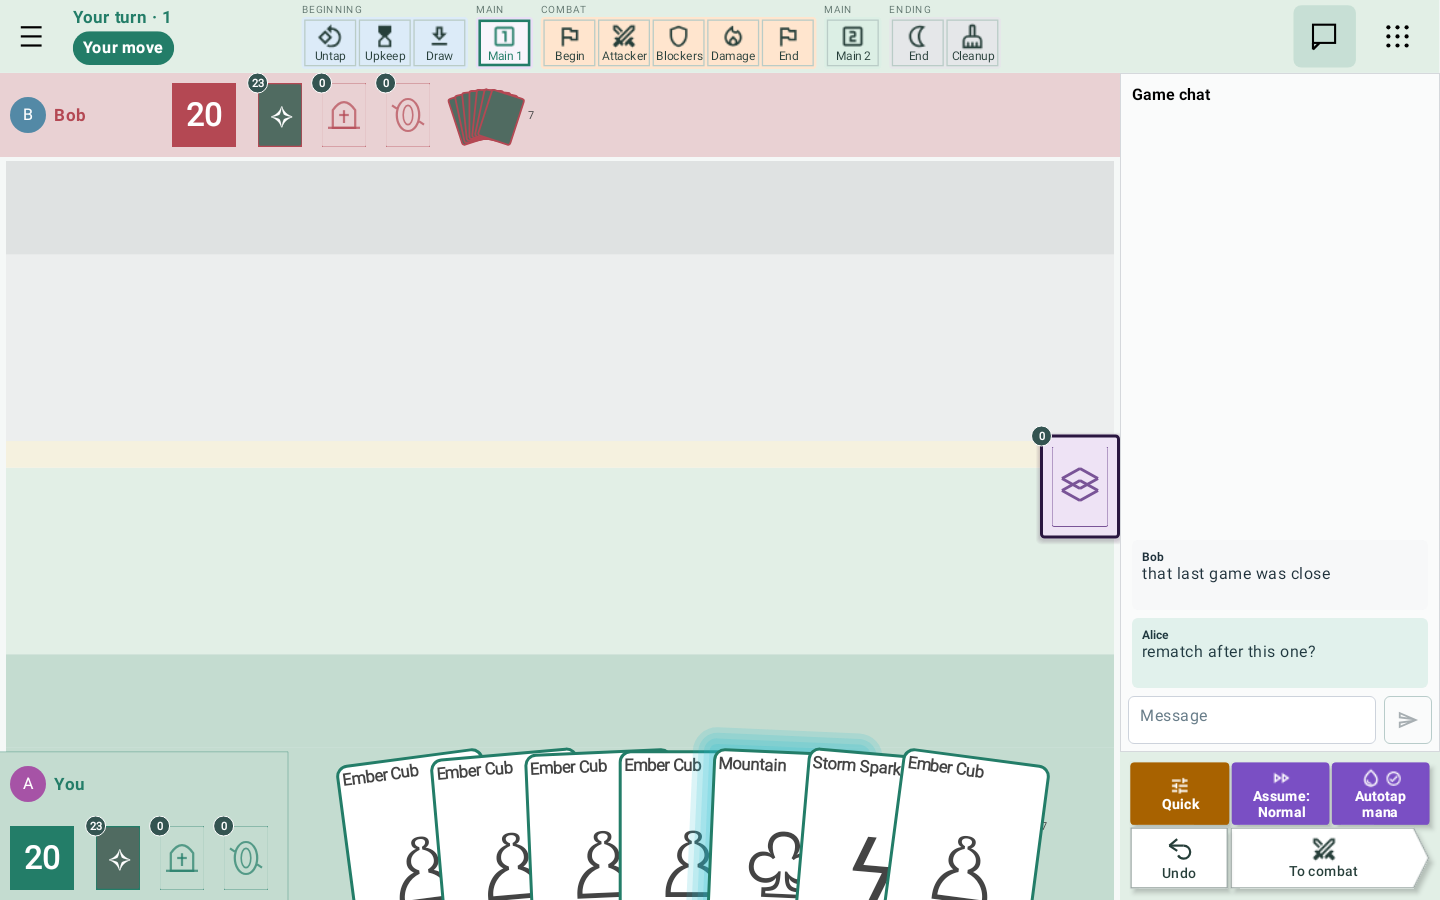 Your turn · 1
Your move
BEGINNING
Untap
Upkeep
Draw
MAIN
1
Main 1
COMBAT
Begin
Attacker
Blockers
Damage
End
MAIN
2
Main 2
ENDING
End
Cleanup
B
Bob
20
23
0
0
7
Game chat
0
Bob
that last game was close
Alice
rematch after this one?
Message
A
You
20
23
0
0
Ember Cub
Ember Cub
Ember Cub
Ember Cub
Mountain
Storm Spark
Ember Cub
7
Quick
Assume:
Normal
Autotap
mana
Undo
To combat